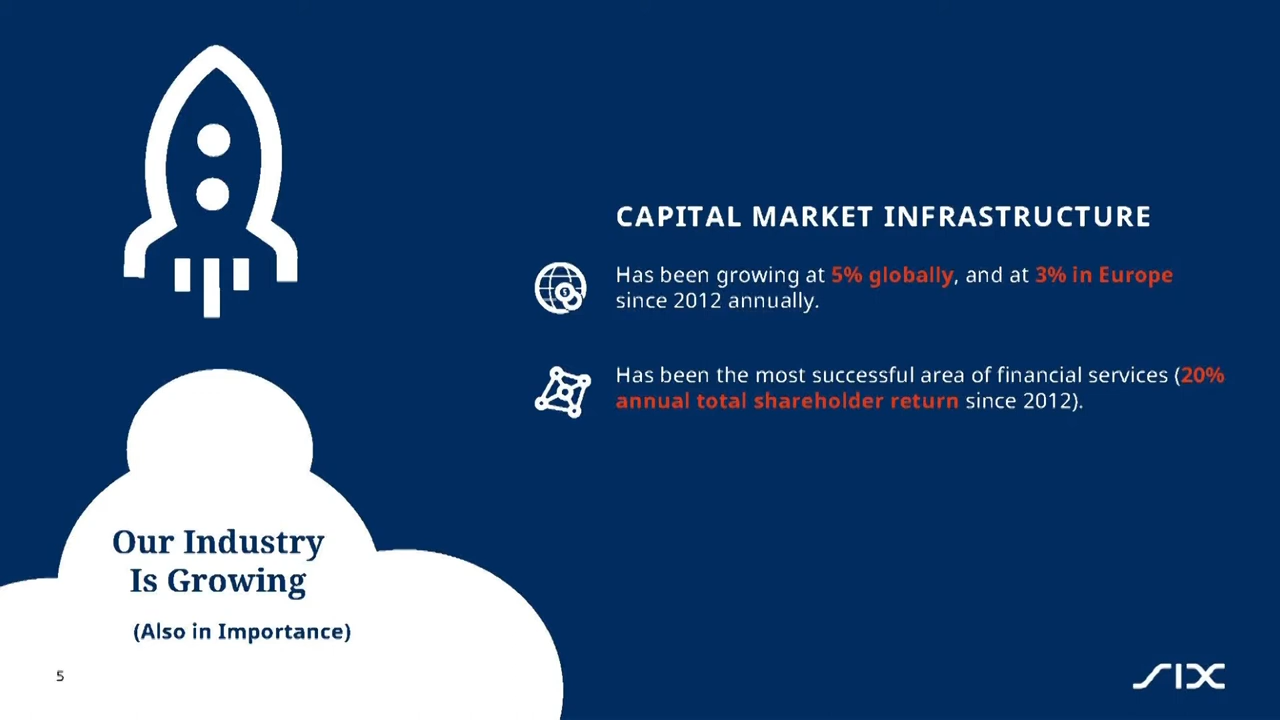 CAPITAL MARKET INFRASTRUCTURE
Has been growing at 5% globally, and at 3% in Europe
since 2012 annually.
Has been the most successful area of financial services (20%
annual total shareholder return since 2012).
Our Industry
Is Growing
(Also in Importance)
5
SIX